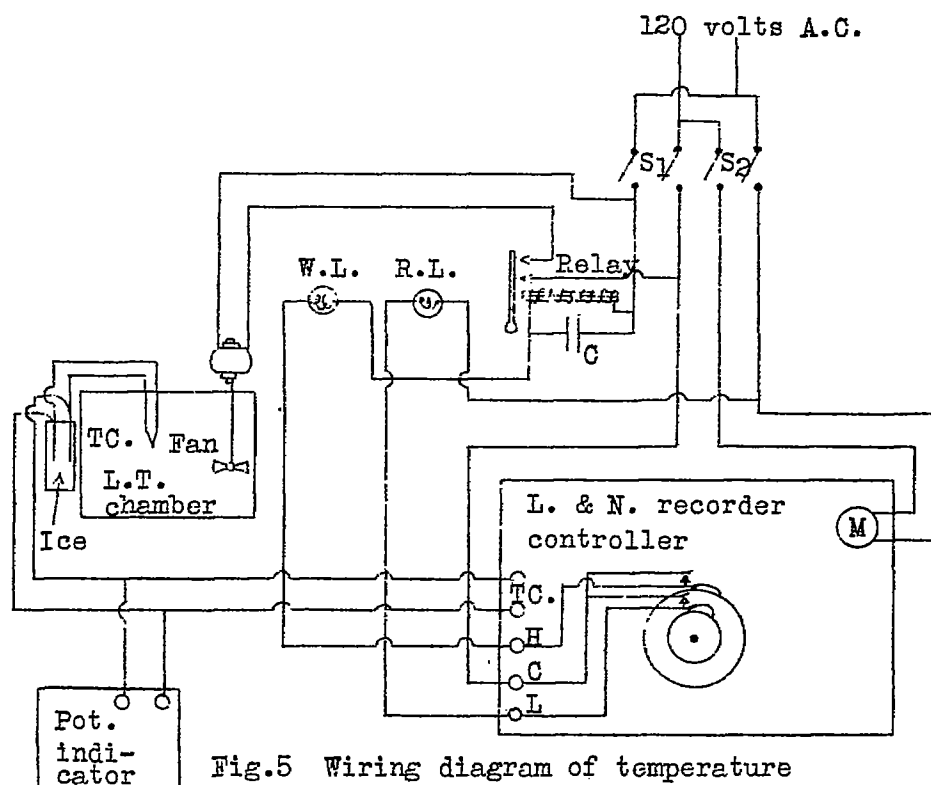 120 volts A.C.
S1
S2
W.L.
R.L.
Relay
C
TC.
Fan
L.T.
chamber
Ice
L. & N. recorder
controller
M
TC.
H
C
L
Pot.
indi-
cator
Fig.5 Wiring diagram of temperature